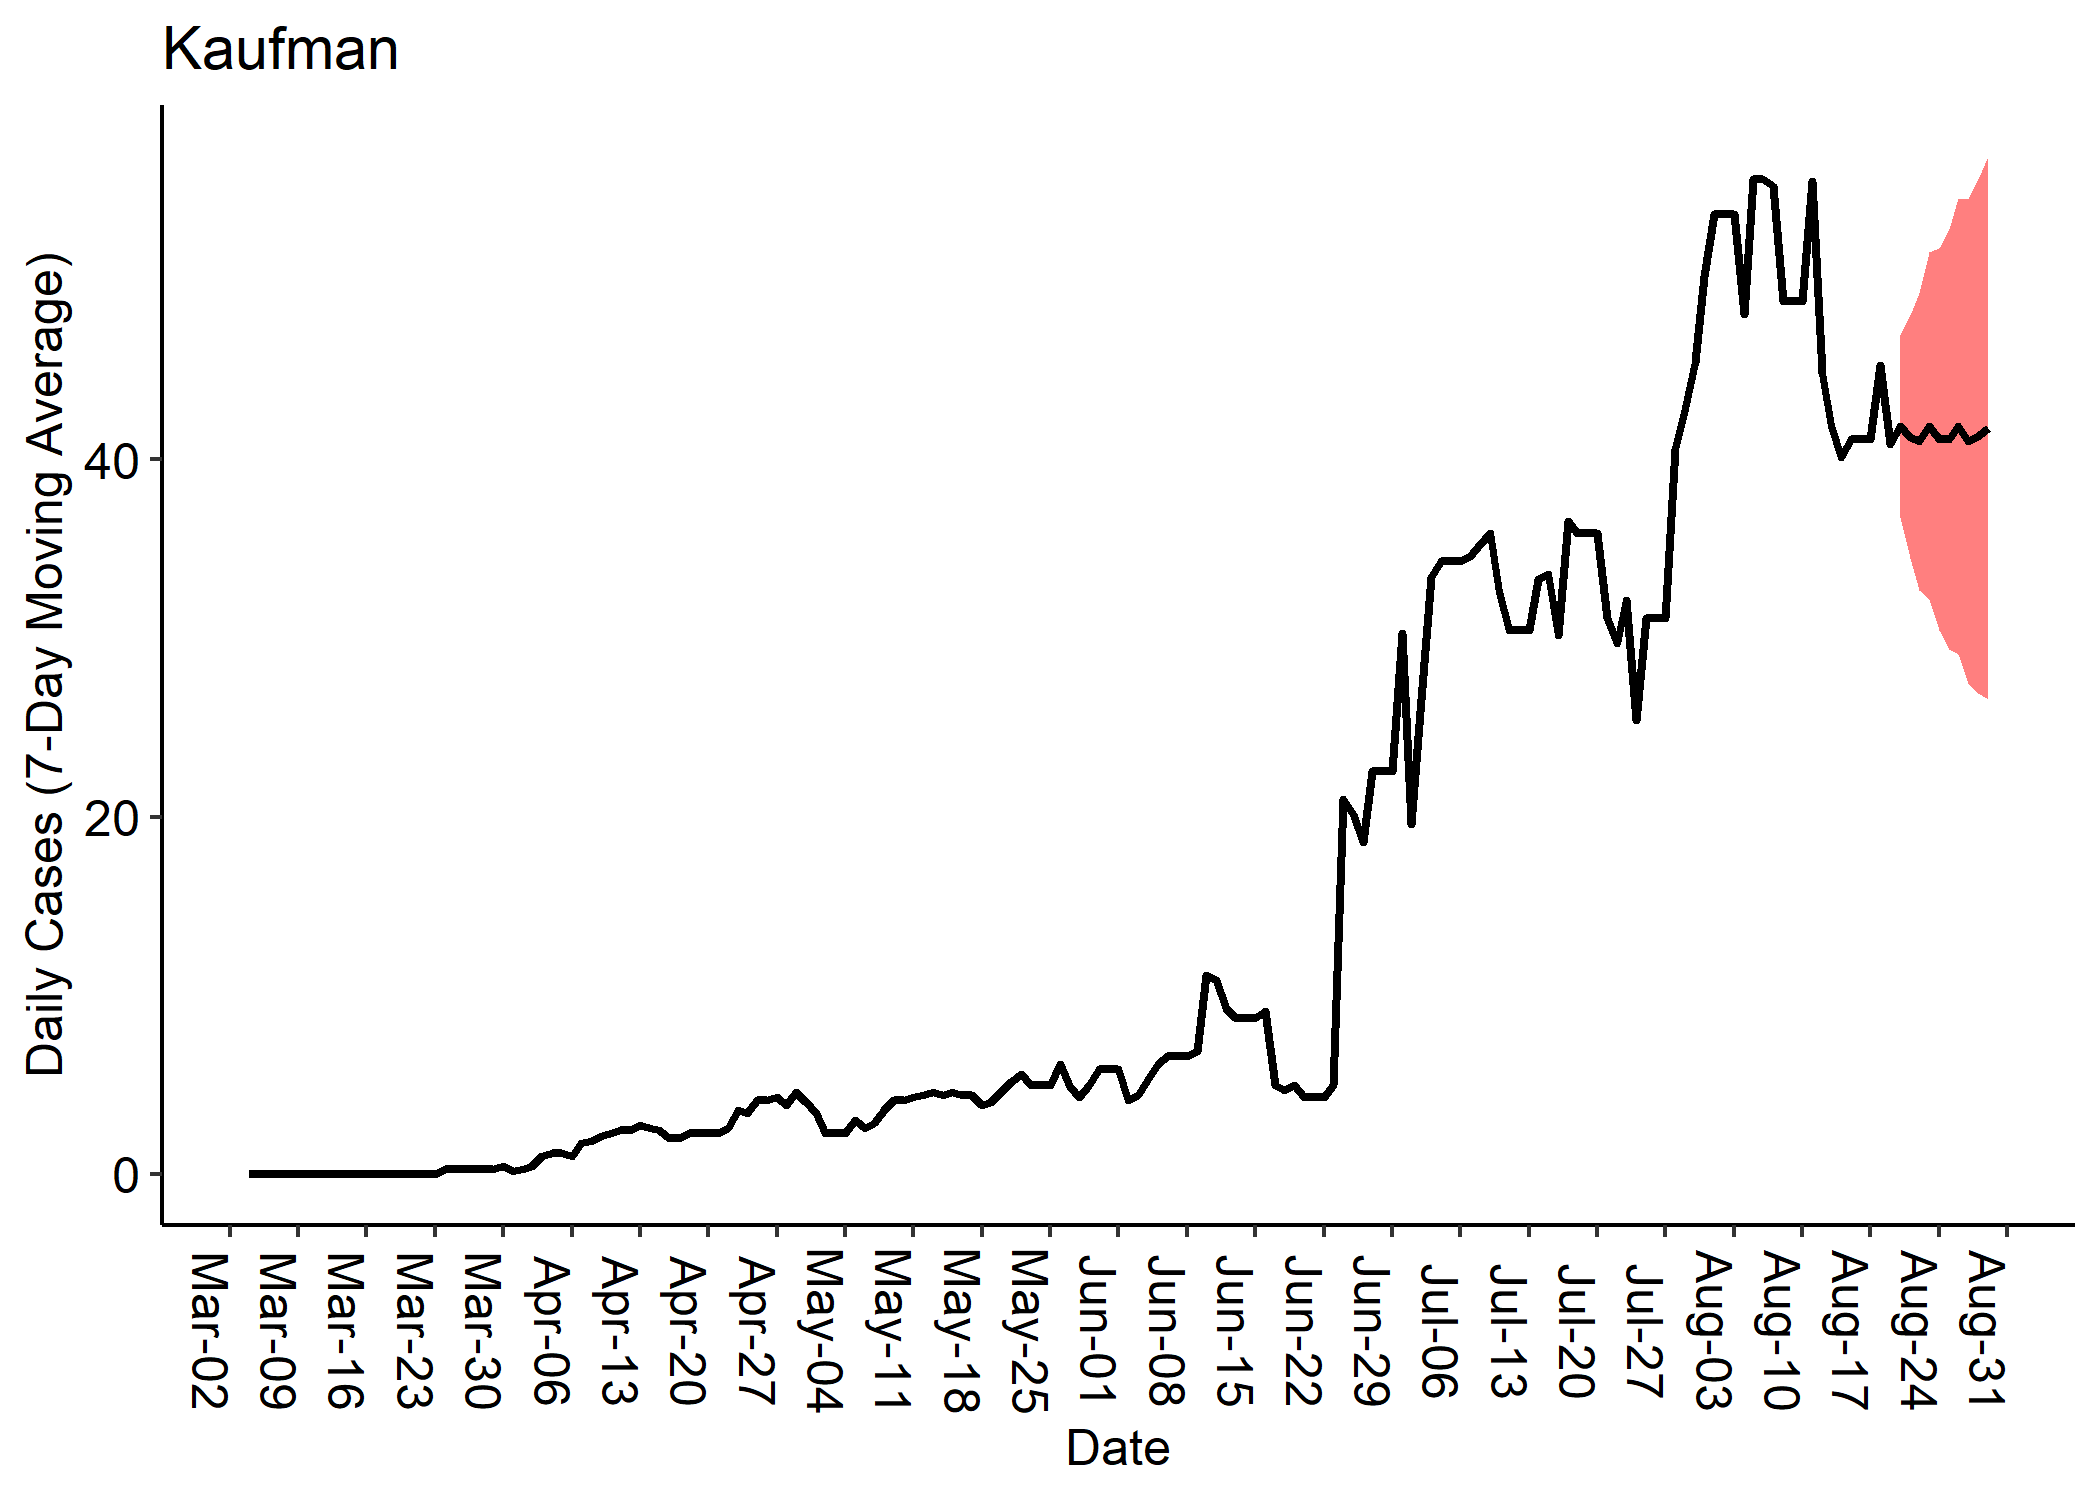 Kaufman
Daily Cases (7-Day Moving Average)
40
20
0
Mar-02
Mar-09
Mar-16
Mar-23
Mar-30
Apr-06
Apr-13
Apr-20
Apr-27
May-04
May-11
May-18
May-25
Jun-01
Jun-08
Jun-15
Jun-22
Jun-29
Jul-06
Jul-13
Jul-20
Jul-27
Aug-03
Aug-10
Aug-17
Aug-24
Aug-31
Date